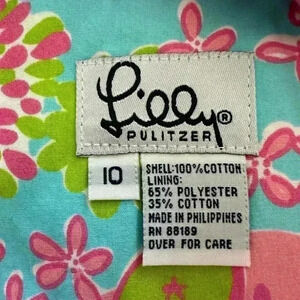 Lilly®
PULITZER
10
SHELL:100%COTTON
LINING:
65% POLYESTER
35% COTTON
MADE IN PHILIPPINES
RN 88189
OVER FOR CARE